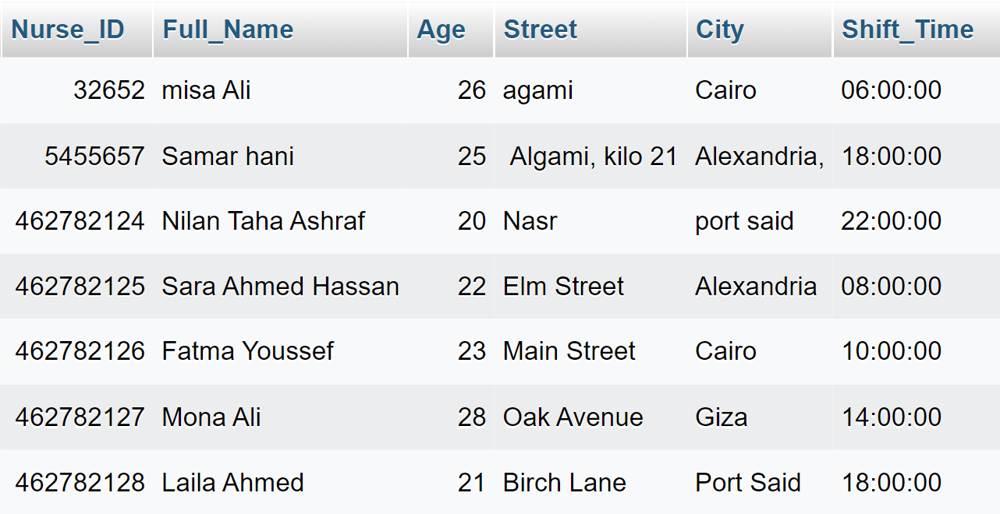 Nurse_ID Full_Name Age Street City Shift_Time
32652 misa Ali 26 agami Cairo 06:00:00
5455657 Samar hani 25 Algami, kilo 21 Alexandria, 18:00:00
462782124 Nilan Taha Ashraf 20 Nasr port said 22:00:00
462782125 Sara Ahmed Hassan 22 Elm Street Alexandria 08:00:00
462782126 Fatma Youssef 23 Main Street Cairo 10:00:00
462782127 Mona Ali 28 Oak Avenue Giza 14:00:00
462782128 Laila Ahmed 21 Birch Lane Port Said 18:00:00